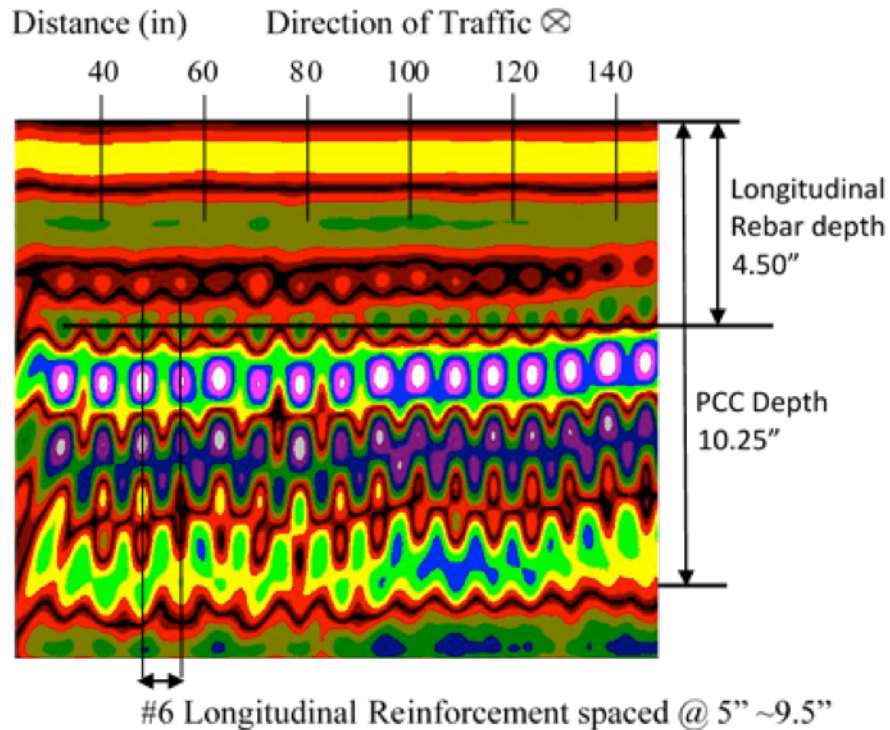 Distance (in) Direction of Traffic ⊗
40 60 80 100 120 140
Longitudinal
Rebar depth
4.50”
PCC Depth
10.25”
#6 Longitudinal Reinforcement spaced @ 5” ~9.5”